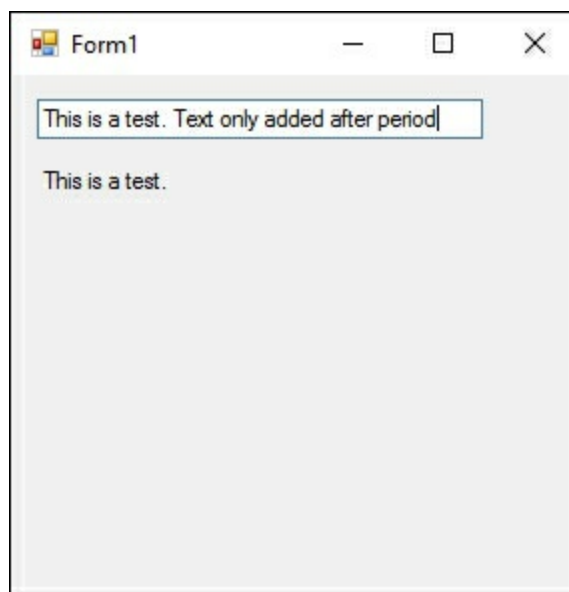 Form1
This is a test. Text only added after period
This is a test.